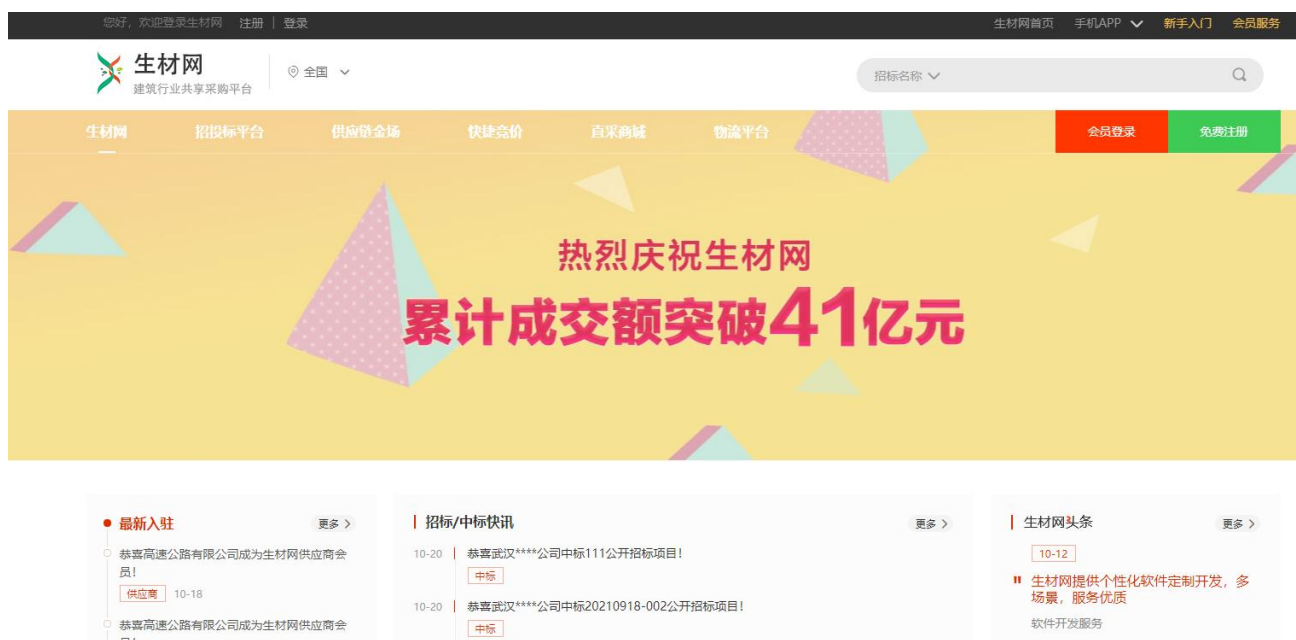 您好，欢迎登录生材网 注册 | 登录
生材网首页 手机APP 新手入门 会员服务
生材网
建筑行业共享采购平台
全国
招标名称
生材网 招投标平台 供应链金场 快捷竞价 直采商城 物流平台
会员登录 免费注册
热烈庆祝生材网
累计成交额突破41亿元
最新入驻 更多 >
恭喜高速公路有限公司成为生材网供应商会
员！
供应商 10-18
恭喜高速公路有限公司成为生材网供应商会
招标/中标快讯 更多 >
10-20 恭喜武汉****公司中标111公开招标项目！
中标
10-20 恭喜武汉****公司中标20210918-002公开招标项目！
中标
生材网头条 更多 >
10-12
生材网提供个性化软件定制开发，多
场景，服务优质
软件开发服务